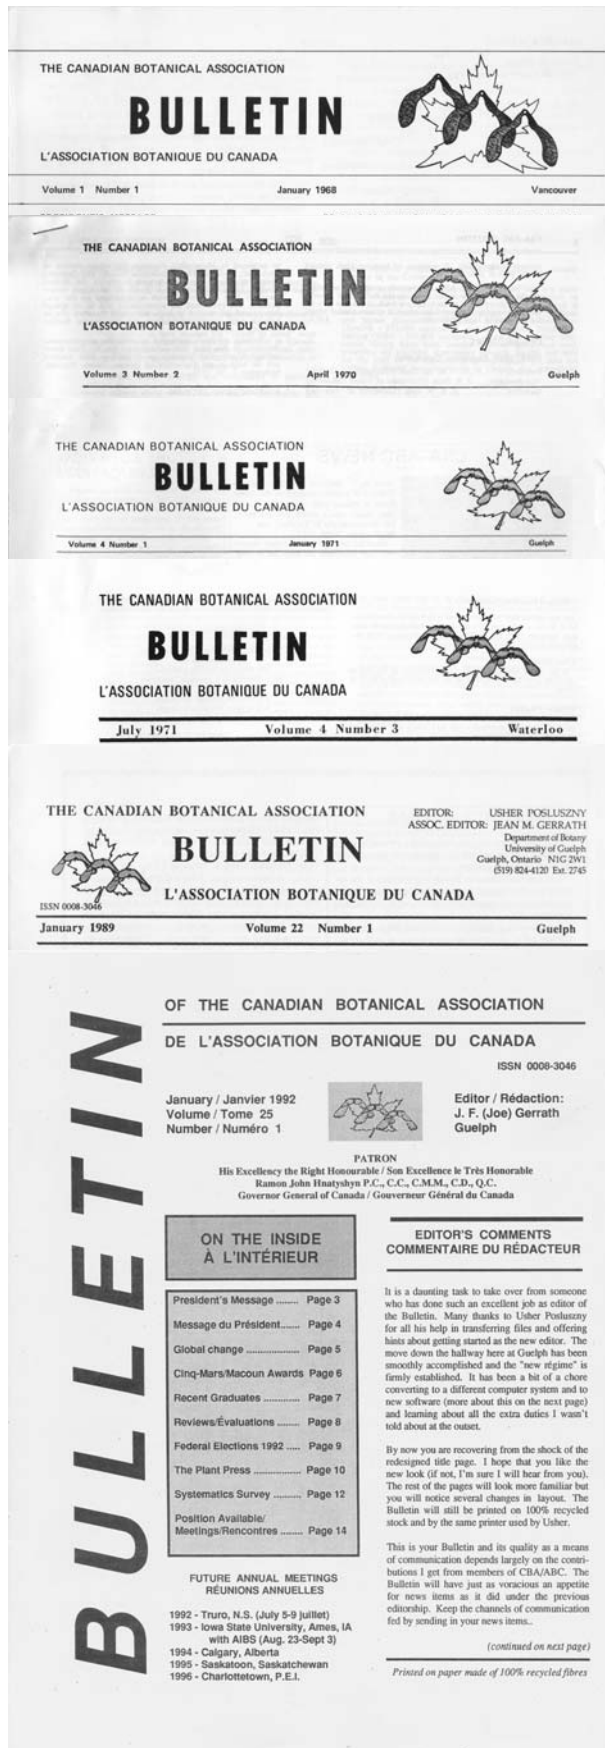 THE CANADIAN BOTANICAL ASSOCIATION
BULLETIN
L'ASSOCIATION BOTANIQUE DU CANADA
Volume 1 Number 1 January 1968 Vancouver
THE CANADIAN BOTANICAL ASSOCIATION
BULLETIN
L'ASSOCIATION BOTANIQUE DU CANADA
Volume 3 Number 2 April 1970 Guelph
THE CANADIAN BOTANICAL ASSOCIATION
BULLETIN
L'ASSOCIATION BOTANIQUE DU CANADA
Volume 4 Number 1 January 1971 Guelph
THE CANADIAN BOTANICAL ASSOCIATION
BULLETIN
L'ASSOCIATION BOTANIQUE DU CANADA
July 1971 Volume 4 Number 3 Waterloo
THE CANADIAN BOTANICAL ASSOCIATION
BULLETIN
L'ASSOCIATION BOTANIQUE DU CANADA
EDITOR: USHER POSLUSZNY
ASSOC. EDITOR: JEAN M. GERRATH
Department of Botany
University of Guelph
Guelph, Ontario N1G 2W1
(519) 824-4120 Ext. 2745
ISSN 0008-3046
January 1989 Volume 22 Number 1 Guelph
BULLETIN
OF THE CANADIAN BOTANICAL ASSOCIATION
DE L'ASSOCIATION BOTANIQUE DU CANADA
ISSN 0008-3046
January / Janvier 1992
Volume / Tome 25
Number / Numéro 1
Editor / Rédaction:
J. F. (Joe) Gerrath
Guelph
PATRON
His Excellency the Right Honourable / Son Excellence le Très Honorable
Ramon John Hnatyshyn P.C., C.C., C.M.M., C.D., Q.C.
Governor General of Canada / Gouverneur Général du Canada
ON THE INSIDE
À L'INTÉRIEUR
President's Message ........ Page 3
Message du Président...... Page 4
Global change .................. Page 5
Cinq-Mars/Macoun Awards Page 6
Recent Graduates ............ Page 7
Reviews/Évaluations ........ Page 8
Federal Elections 1992 ..... Page 9
The Plant Press ................ Page 10
Systematics Survey .......... Page 12
Position Available/
Meetings/Rencontres ........ Page 14
FUTURE ANNUAL MEETINGS
RÉUNIONS ANNUELLES
1992 - Truro, N.S. (July 5-9 juillet)
1993 - Iowa State University, Ames, IA
with AIBS (Aug. 23-Sept 3)
1994 - Calgary, Alberta
1995 - Saskatoon, Saskatchewan
1996 - Charlottetown, P.E.I.
EDITOR'S COMMENTS
COMMENTAIRE DU RÉDACTEUR
It is a daunting task to take over from someone
who has done such an excellent job as editor of
the Bulletin. Many thanks to Usher Posluszny
for all his help in transferring files and offering
hints about getting started as the new editor. The
move down the hallway here at Guelph has been
smoothly accomplished and the "new régime" is
firmly established. It has been a bit of a chore
converting to a different computer system and to
new software (more about this on the next page)
and learning about all the extra duties I wasn't
told about at the outset.
By now you are recovering from the shock of the
redesigned title page. I hope that you like the
new look (if not, I'm sure I will hear from you).
The rest of the pages will look more familiar but
you will notice several changes in layout. The
Bulletin will still be printed on 100% recycled
stock and by the same printer used by Usher.
This is your Bulletin and its quality as a means
of communication depends largely on the contri-
butions I get from members of CBA/ABC. The
Bulletin will have just as voracious an appetite
for news items as it did under the previous
editorship. Keep the channels of communication
fed by sending in your news items..
(continued on next page)
Printed on paper made of 100% recycled fibres